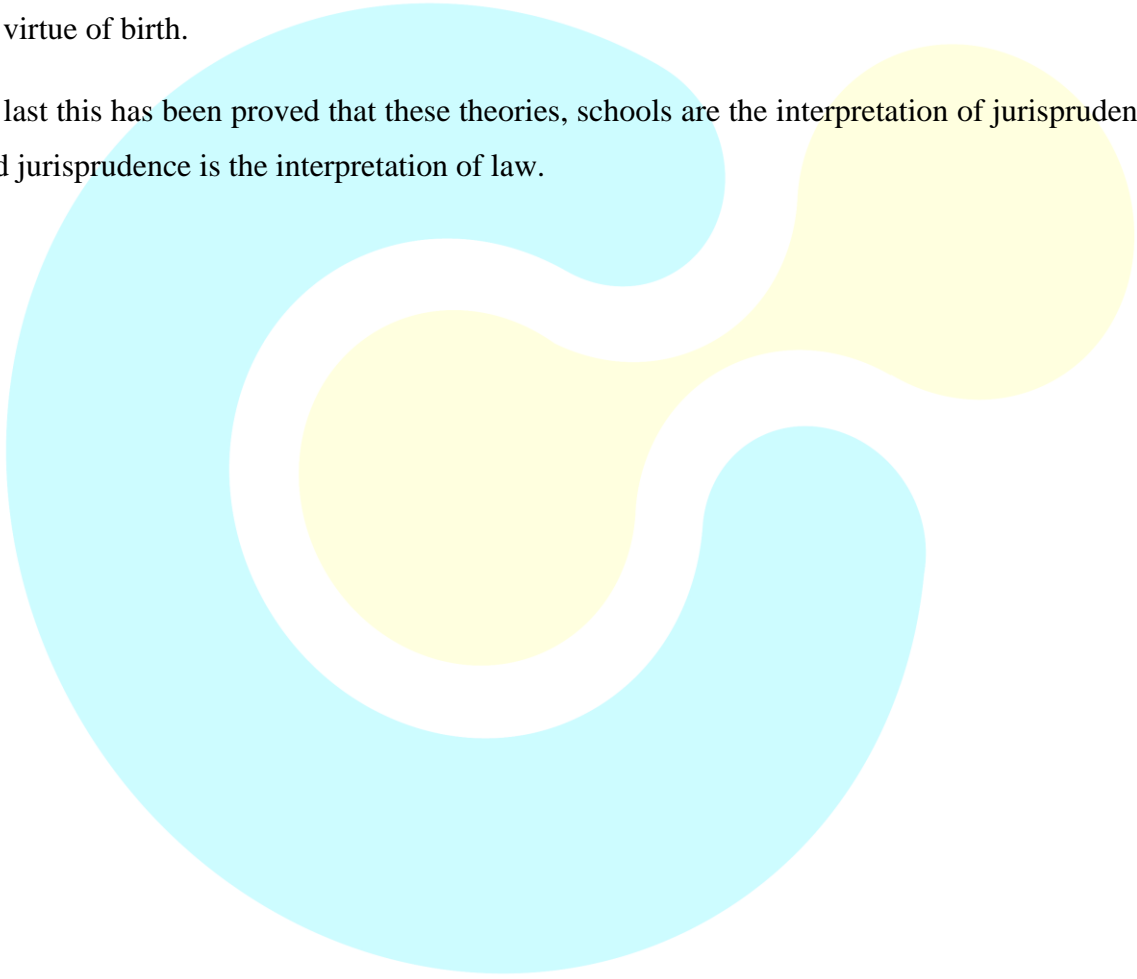 virtue of birth.
last this has been proved that these theories, schools are the interpretation of jurispruden
d jurisprudence is the interpretation of law.